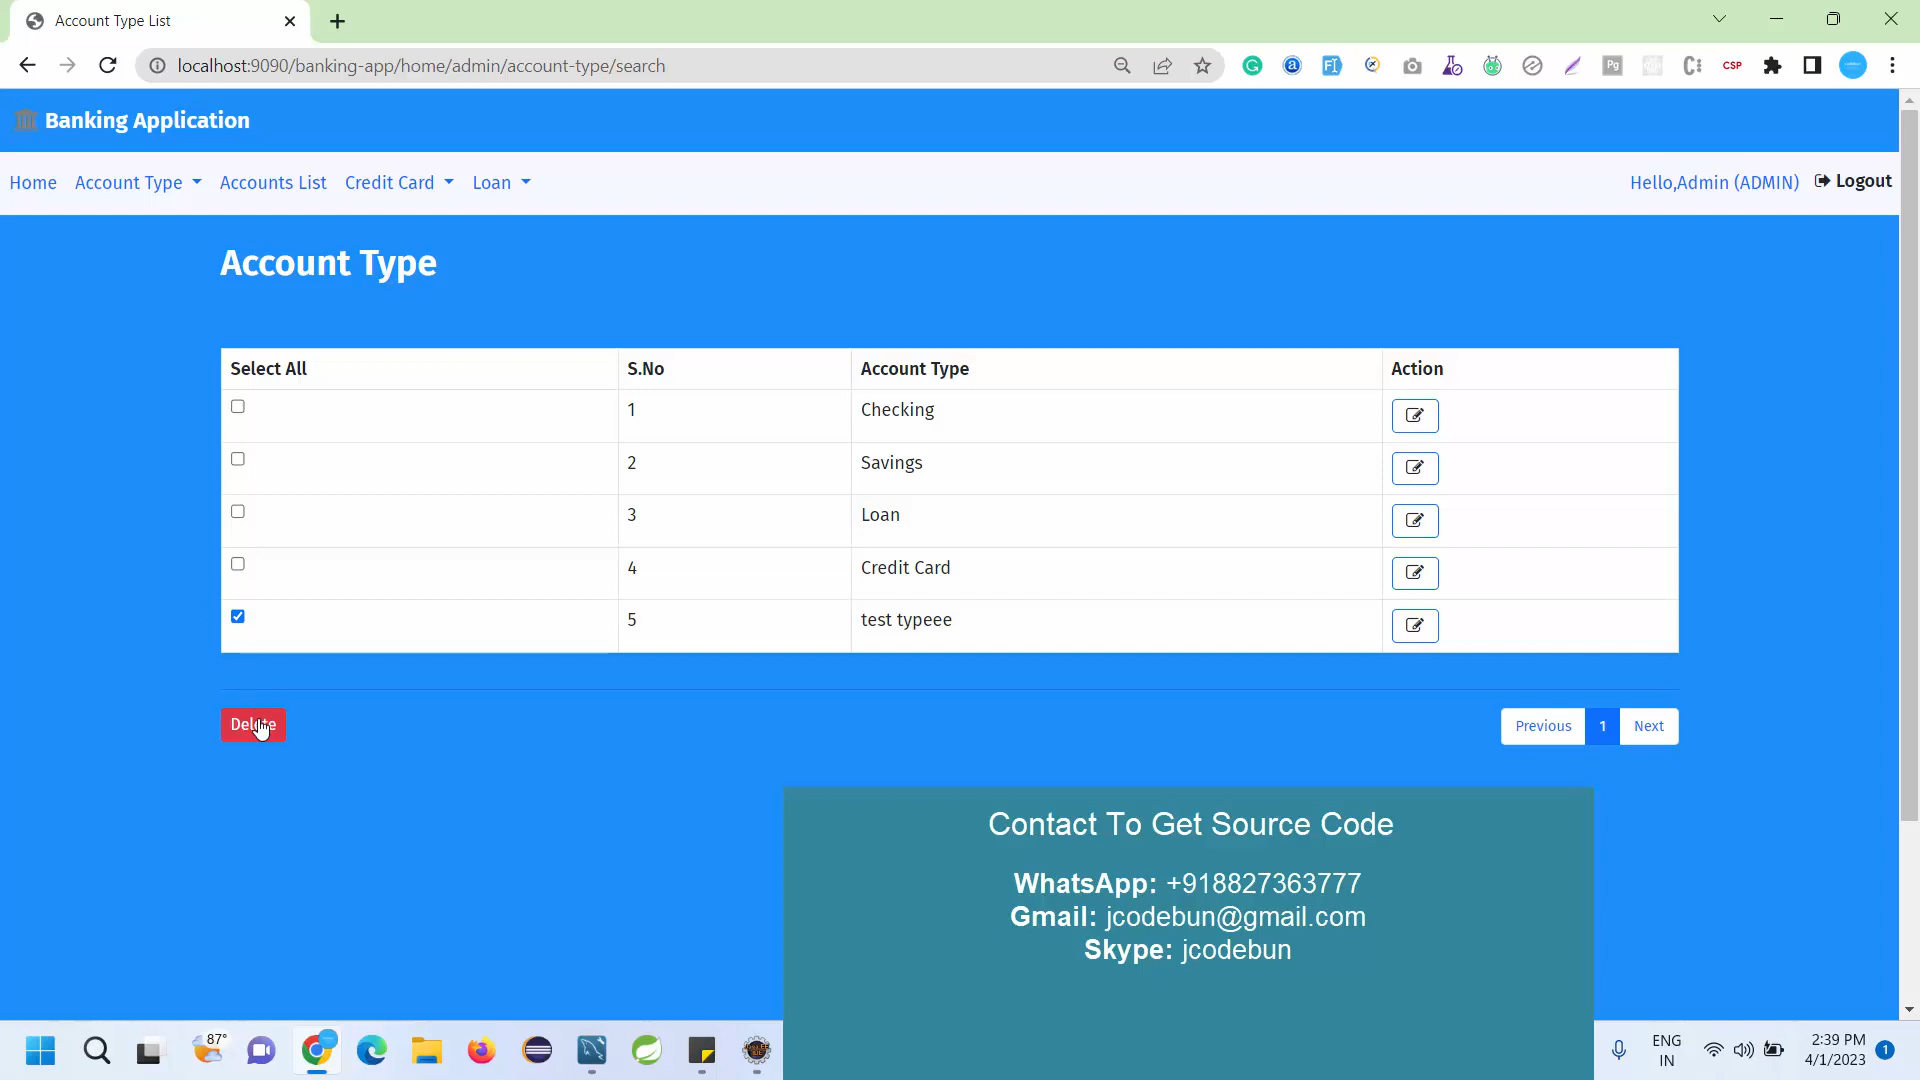 Account Type List
localhost:9090/banking-app/home/admin/account-type/search
CSP
Banking Application
Home Account Type Accounts List Credit Card Loan Hello,Admin (ADMIN) Logout
Account Type
Select All S.No Account Type Action
1 Checking
2 Savings
3 Loan
4 Credit Card
5 test typeee
Delete Previous 1 Next
Contact To Get Source Code
WhatsApp: +918827363777
Gmail: jcodebun@gmail.com
Skype: jcodebun
87°
ENG
IN
2:39 PM
4/1/2023
1